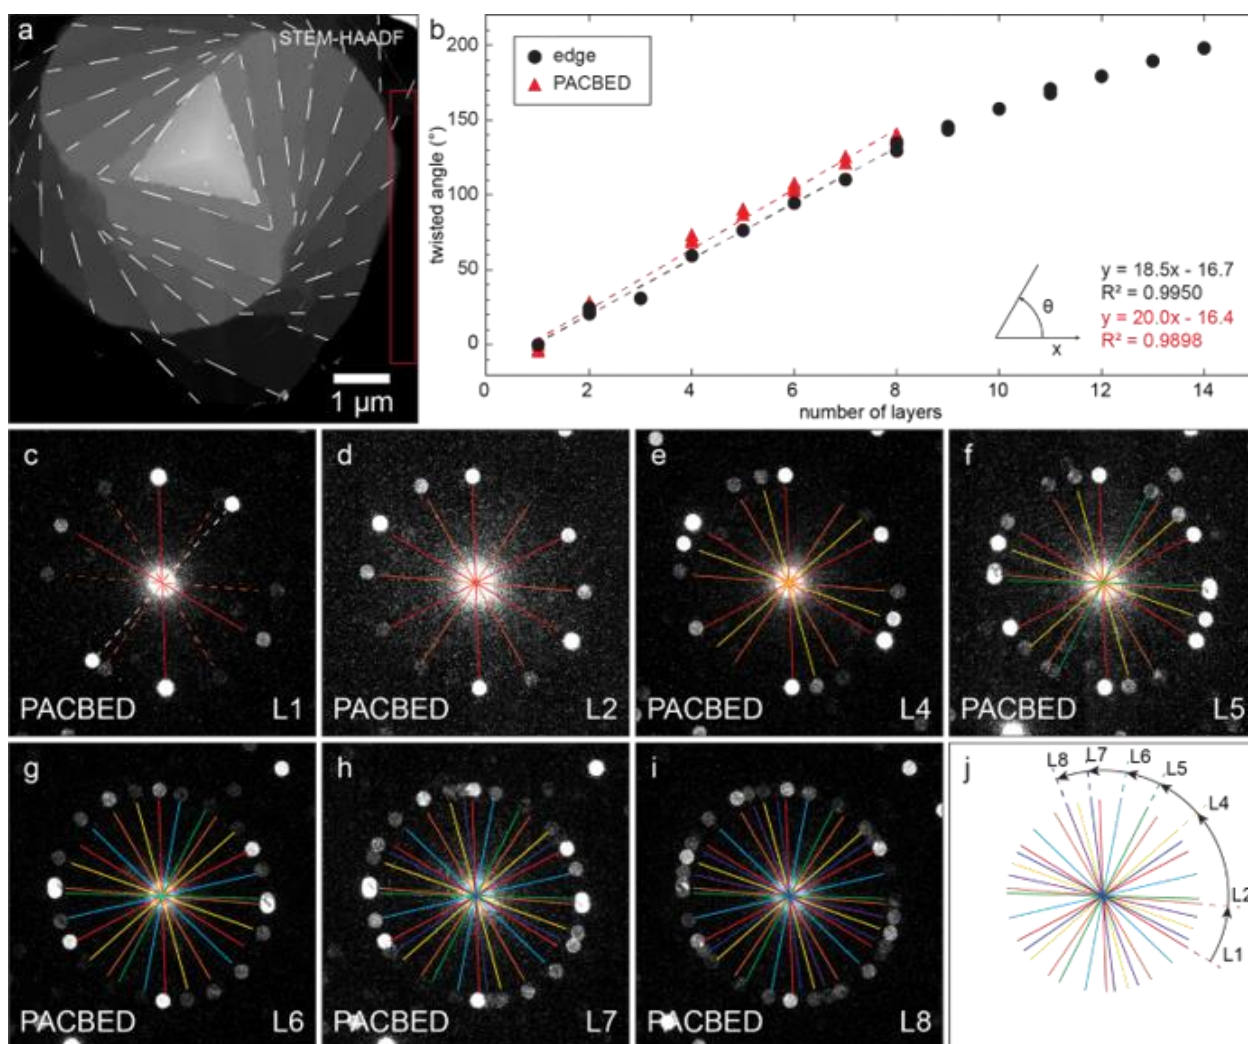 a
STEM-HAADF
1 μm
b
edge
PACBED
twisted angle (°)
200
150
100
50
0
0 2 4 6 8 10 12 14
number of layers
θ
x
y = 18.5x - 16.7
R² = 0.9950
y = 20.0x - 16.4
R² = 0.9898
c
PACBED L1
d
PACBED L2
e
PACBED L4
f
PACBED L5
g
PACBED L6
h
PACBED L7
i
PACBED L8
j
L8 L7 L6 L5
L4
L2
L1